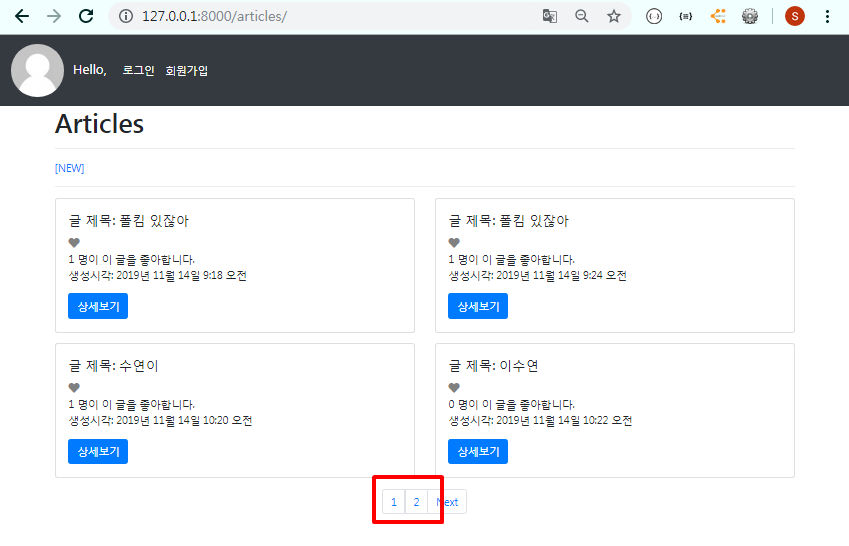 127.0.0.1:8000/articles/
S
Hello, 로그인 회원가입
Articles
[NEW]
글 제목: 폴킴 있잖아
1 명이 이 글을 좋아합니다.
생성시각: 2019년 11월 14일 9:18 오전
상세보기
글 제목: 폴킴 있잖아
1 명이 이 글을 좋아합니다.
생성시각: 2019년 11월 14일 9:24 오전
상세보기
글 제목: 수연이
1 명이 이 글을 좋아합니다.
생성시각: 2019년 11월 14일 10:20 오전
상세보기
글 제목: 이수연
0 명이 이 글을 좋아합니다.
생성시각: 2019년 11월 14일 10:22 오전
상세보기
1 2 Next